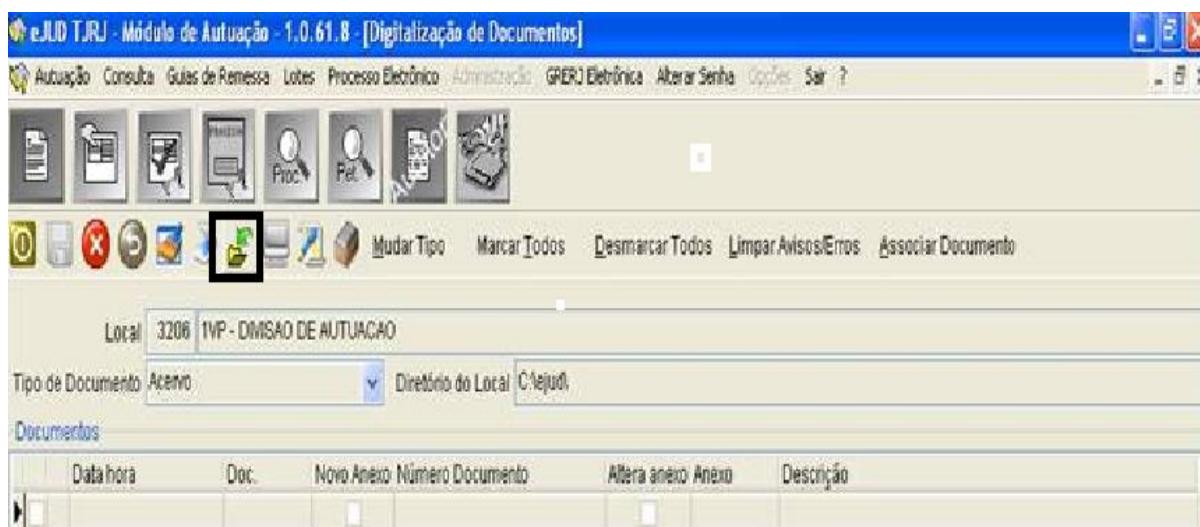 eJUD TJRJ - Módulo de Autuação - 1.0.61.8 - [Digitalização de Documentos]
Autuação Consulta Guias de Remessa Lotes Processo Eletrônico Administração GRERJ Eletrônica Alterar Senha Opções Sair ?
Proc. Pet.
Mudar Tipo Marcar Todos Desmarcar Todos Limpar Avisos/Erros Associar Documento
Local 3206 1VP - DIVISAO DE AUTUACAO
Tipo de Documento Acervo Diretório do Local C:\ejud\
Documentos
Data hora Doc. Novo Anexo Número Documento Altera anexo Anexo Descrição